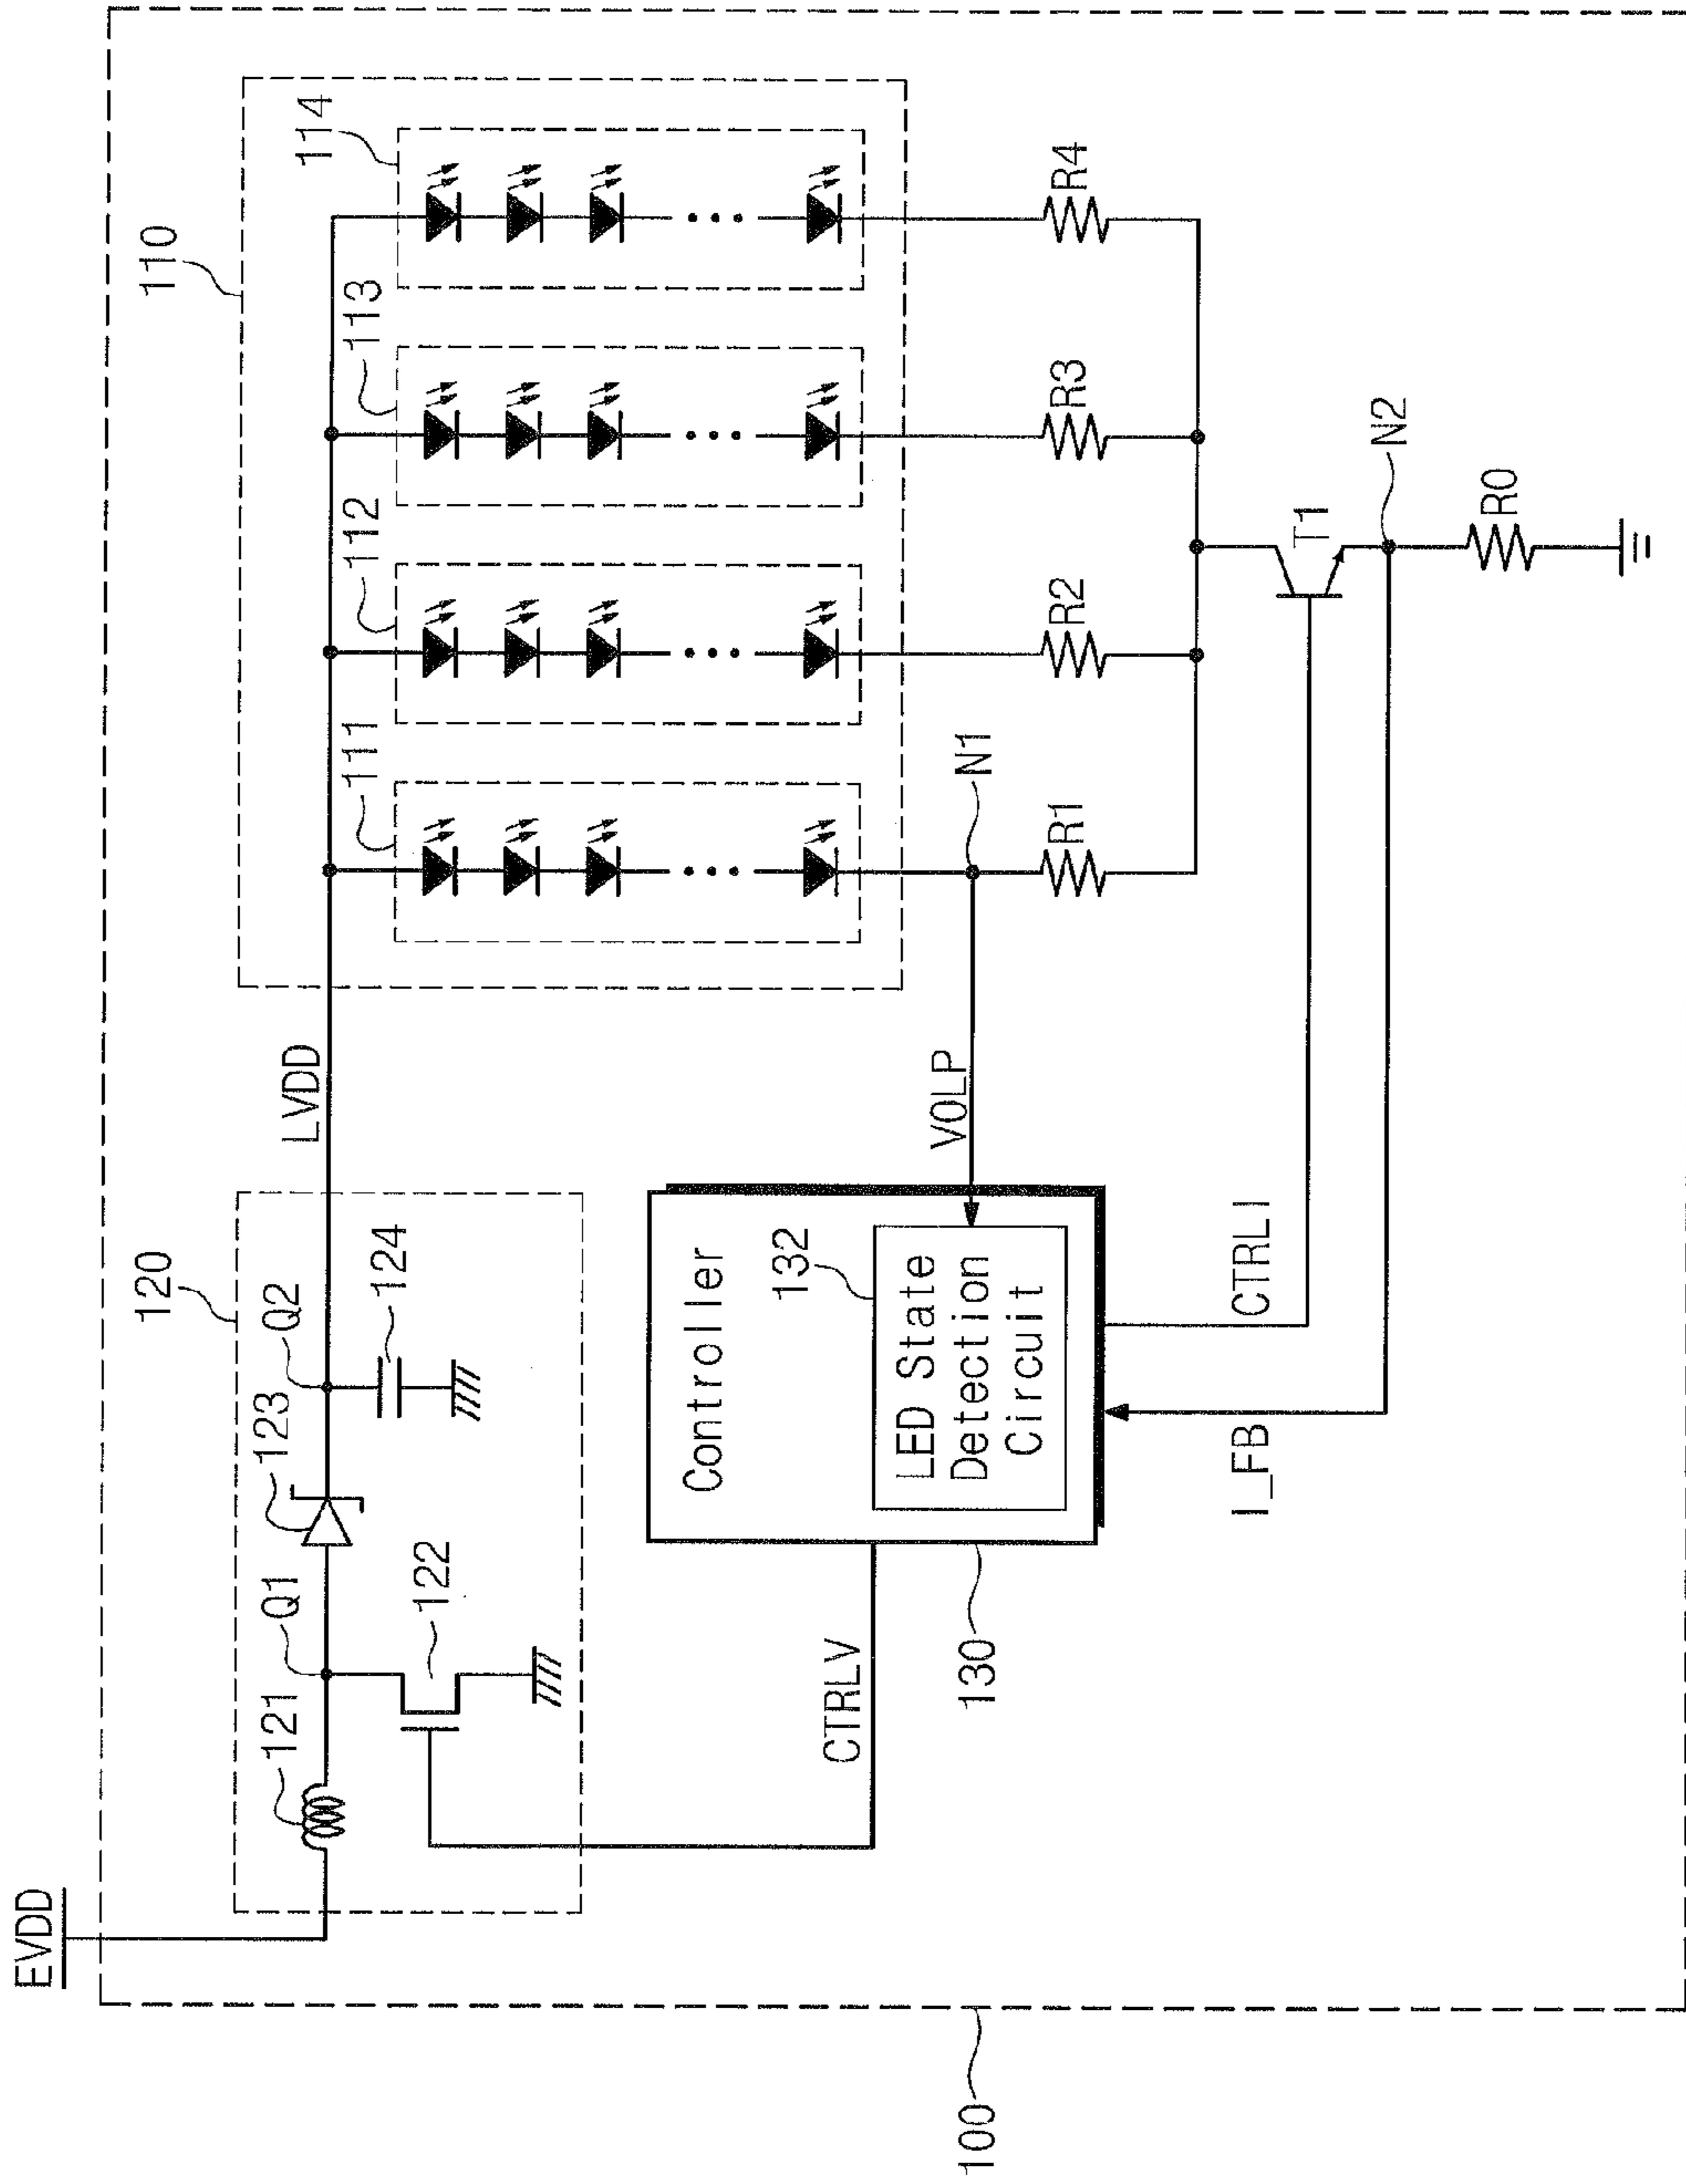 EVDD
120
110
121
Q1
123
Q2
LVDD
111
112
113
114
124
122
Controller
132
LED State
Detection
Circuit
VOLP
N1
CTRLV
130
R1
R2
R3
R4
I_FB
CTRLI
T1
N2
R0
100